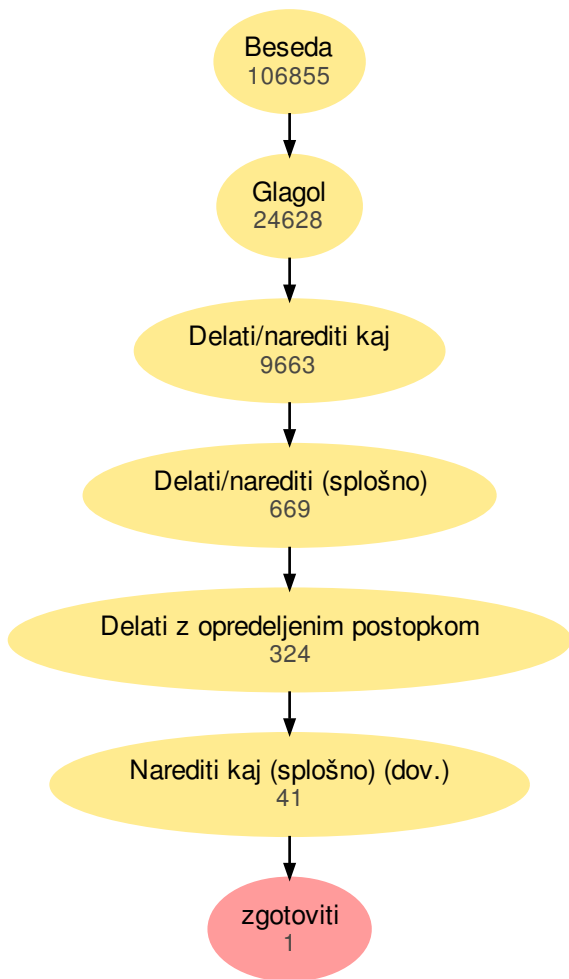 Beseda
106855
Glagol
24628
Delati/narediti kaj
9663
Delati/narediti (splošno)
669
Delati z opredeljenim postopkom
324
Narediti kaj (splošno) (dov.)
41
zgotoviti
1